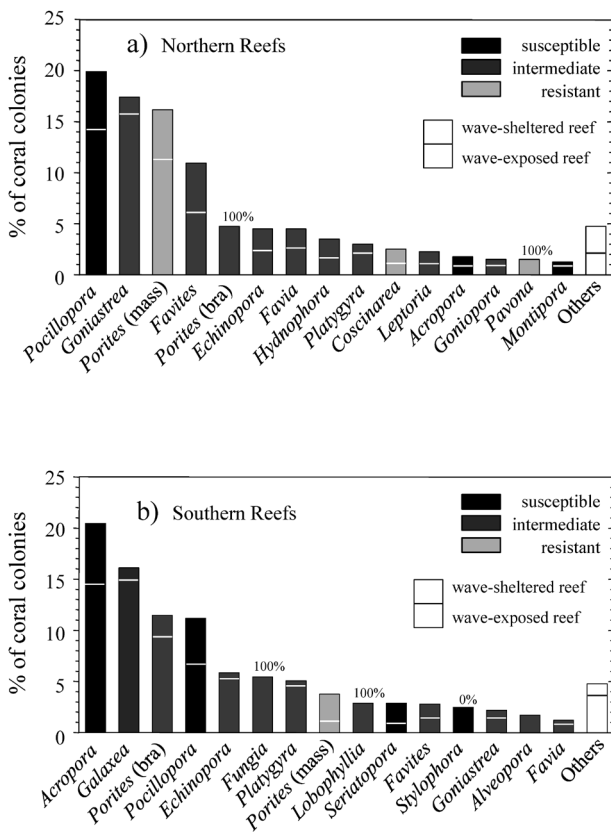 a) Northern Reefs
susceptible
intermediate
resistant
wave-sheltered reef
wave-exposed reef
% of coral colonies
25
20
15
10
5
0
100%
100%
Pocillopora
Goniastrea
Porites (mass)
Favites
Porites (bra)
Echinopora
Favia
Hydnophora
Platygyra
Coscinarea
Leptoria
Acropora
Goniopora
Pavona
Montipora
Others
b) Southern Reefs
susceptible
intermediate
resistant
wave-sheltered reef
wave-exposed reef
% of coral colonies
25
20
15
10
5
0
100%
100%
0%
Acropora
Galaxea
Porites (bra)
Pocillopora
Echinopora
Fungia
Platygyra
Porites (mass)
Lobophyllia
Seriatopora
Favites
Stylophora
Goniastrea
Alveopora
Favia
Others